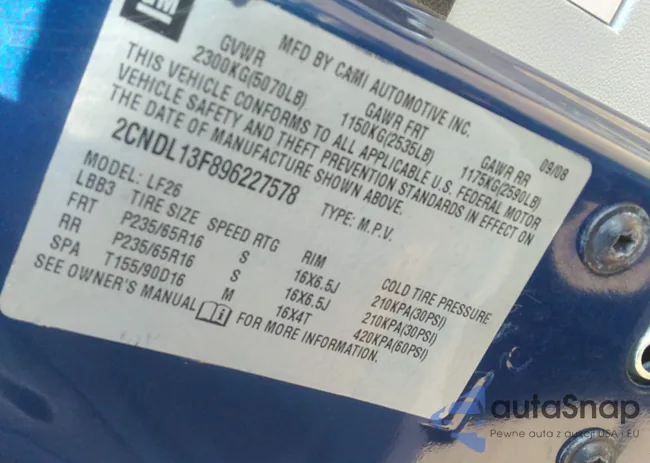 GM
MFD BY CAMI AUTOMOTIVE INC.
GVWR GAWR FRT GAWR RR 09/08
2300KG(5070LB) 1150KG(2535LB) 1175KG(2590LB)
THIS VEHICLE CONFORMS TO ALL APPLICABLE U.S. FEDERAL MOTOR
VEHICLE SAFETY AND THEFT PREVENTION STANDARDS IN EFFECT ON
THE DATE OF MANUFACTURE SHOWN ABOVE.
2CNDL13F896227578 TYPE: M.P.V.
MODEL: LF26
LBB3 TIRE SIZE SPEED RTG RIM COLD TIRE PRESSURE
FRT P235/65R16 S 16X6.5J 210KPA(30PSI)
RR P235/65R16 S 16X6.5J 210KPA(30PSI)
SPA T155/90D16 M 16X4T 420KPA(60PSI)
SEE OWNER'S MANUAL FOR MORE INFORMATION.
autaSnap
Pewne auta z aukcji USA i EU